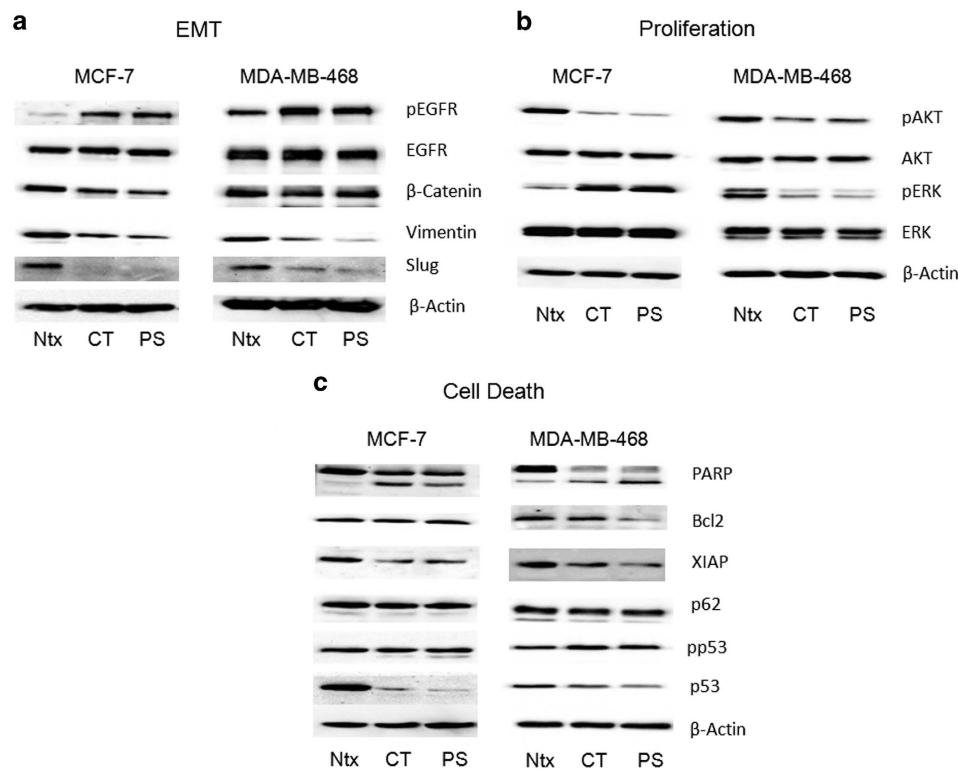 a
EMT
MCF-7 MDA-MB-468
pEGFR
EGFR
β-Catenin
Vimentin
Slug
β-Actin
Ntx CT PS Ntx CT PS
b
Proliferation
MCF-7 MDA-MB-468
pAKT
AKT
pERK
ERK
β-Actin
Ntx CT PS Ntx CT PS
c
Cell Death
MCF-7 MDA-MB-468
PARP
Bcl2
XIAP
p62
pp53
p53
β-Actin
Ntx CT PS Ntx CT PS